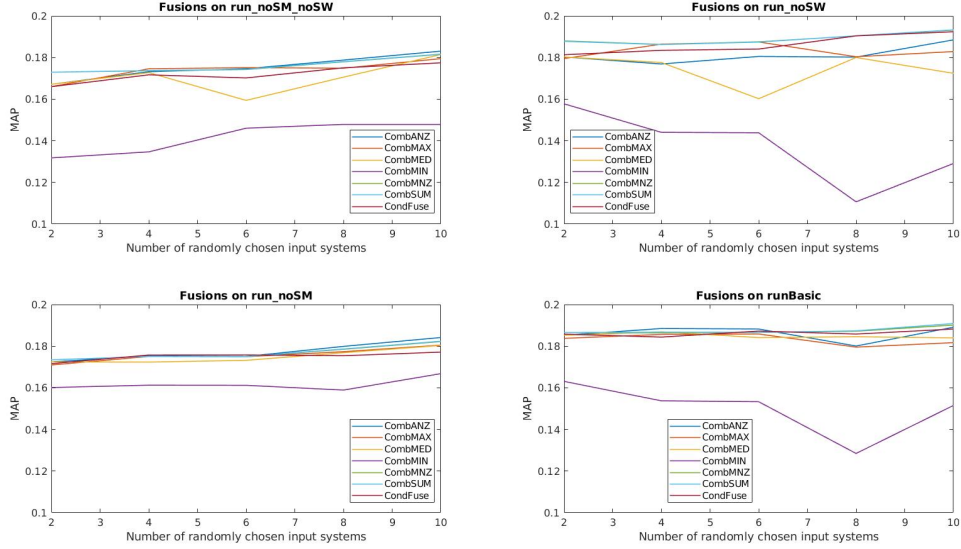 Fusions on run_noSM_noSW
0.2
0.18
0.16
0.14
0.12
0.1
MAP
2 3 4 5 6 7 8 9 10
Number of randomly chosen input systems
CombANZ
CombMAX
CombMED
CombMIN
CombMNZ
CombSUM
CondFuse
Fusions on run_noSW
0.2
0.18
0.16
0.14
0.12
0.1
MAP
2 3 4 5 6 7 8 9 10
Number of randomly chosen input systems
CombANZ
CombMAX
CombMED
CombMIN
CombMNZ
CombSUM
CondFuse
Fusions on run_noSM
0.2
0.18
0.16
0.14
0.12
0.1
MAP
2 3 4 5 6 7 8 9 10
Number of randomly chosen input systems
CombANZ
CombMAX
CombMED
CombMIN
CombMNZ
CombSUM
CondFuse
Fusions on runBasic
0.2
0.18
0.16
0.14
0.12
0.1
MAP
2 3 4 5 6 7 8 9 10
Number of randomly chosen input systems
CombANZ
CombMAX
CombMED
CombMIN
CombMNZ
CombSUM
CondFuse